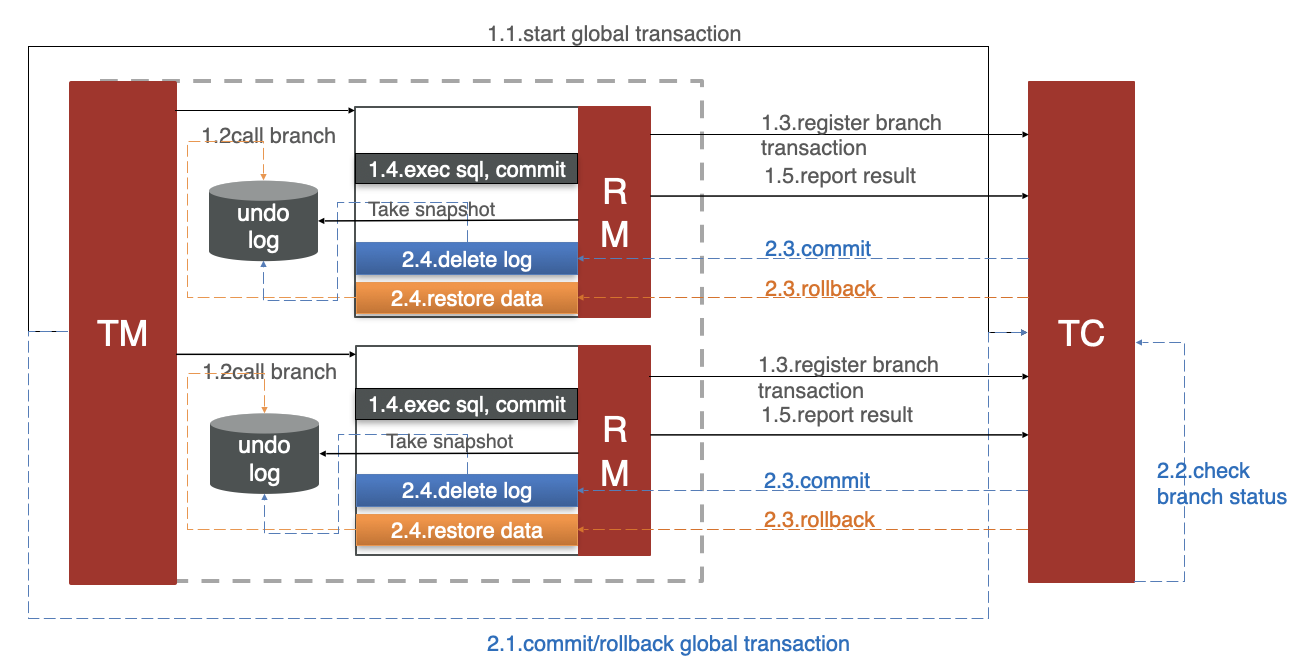 1.1.start global transaction
TM
1.2call branch
undo
log
1.4.exec sql, commit
Take snapshot
2.4.delete log
2.4.restore data
R
M
1.3.register branch
transaction
1.5.report result
2.3.commit
2.3.rollback
TC
1.2call branch
undo
log
1.4.exec sql, commit
Take snapshot
2.4.delete log
2.4.restore data
R
M
1.3.register branch
transaction
1.5.report result
2.3.commit
2.3.rollback
2.2.check
branch status
2.1.commit/rollback global transaction